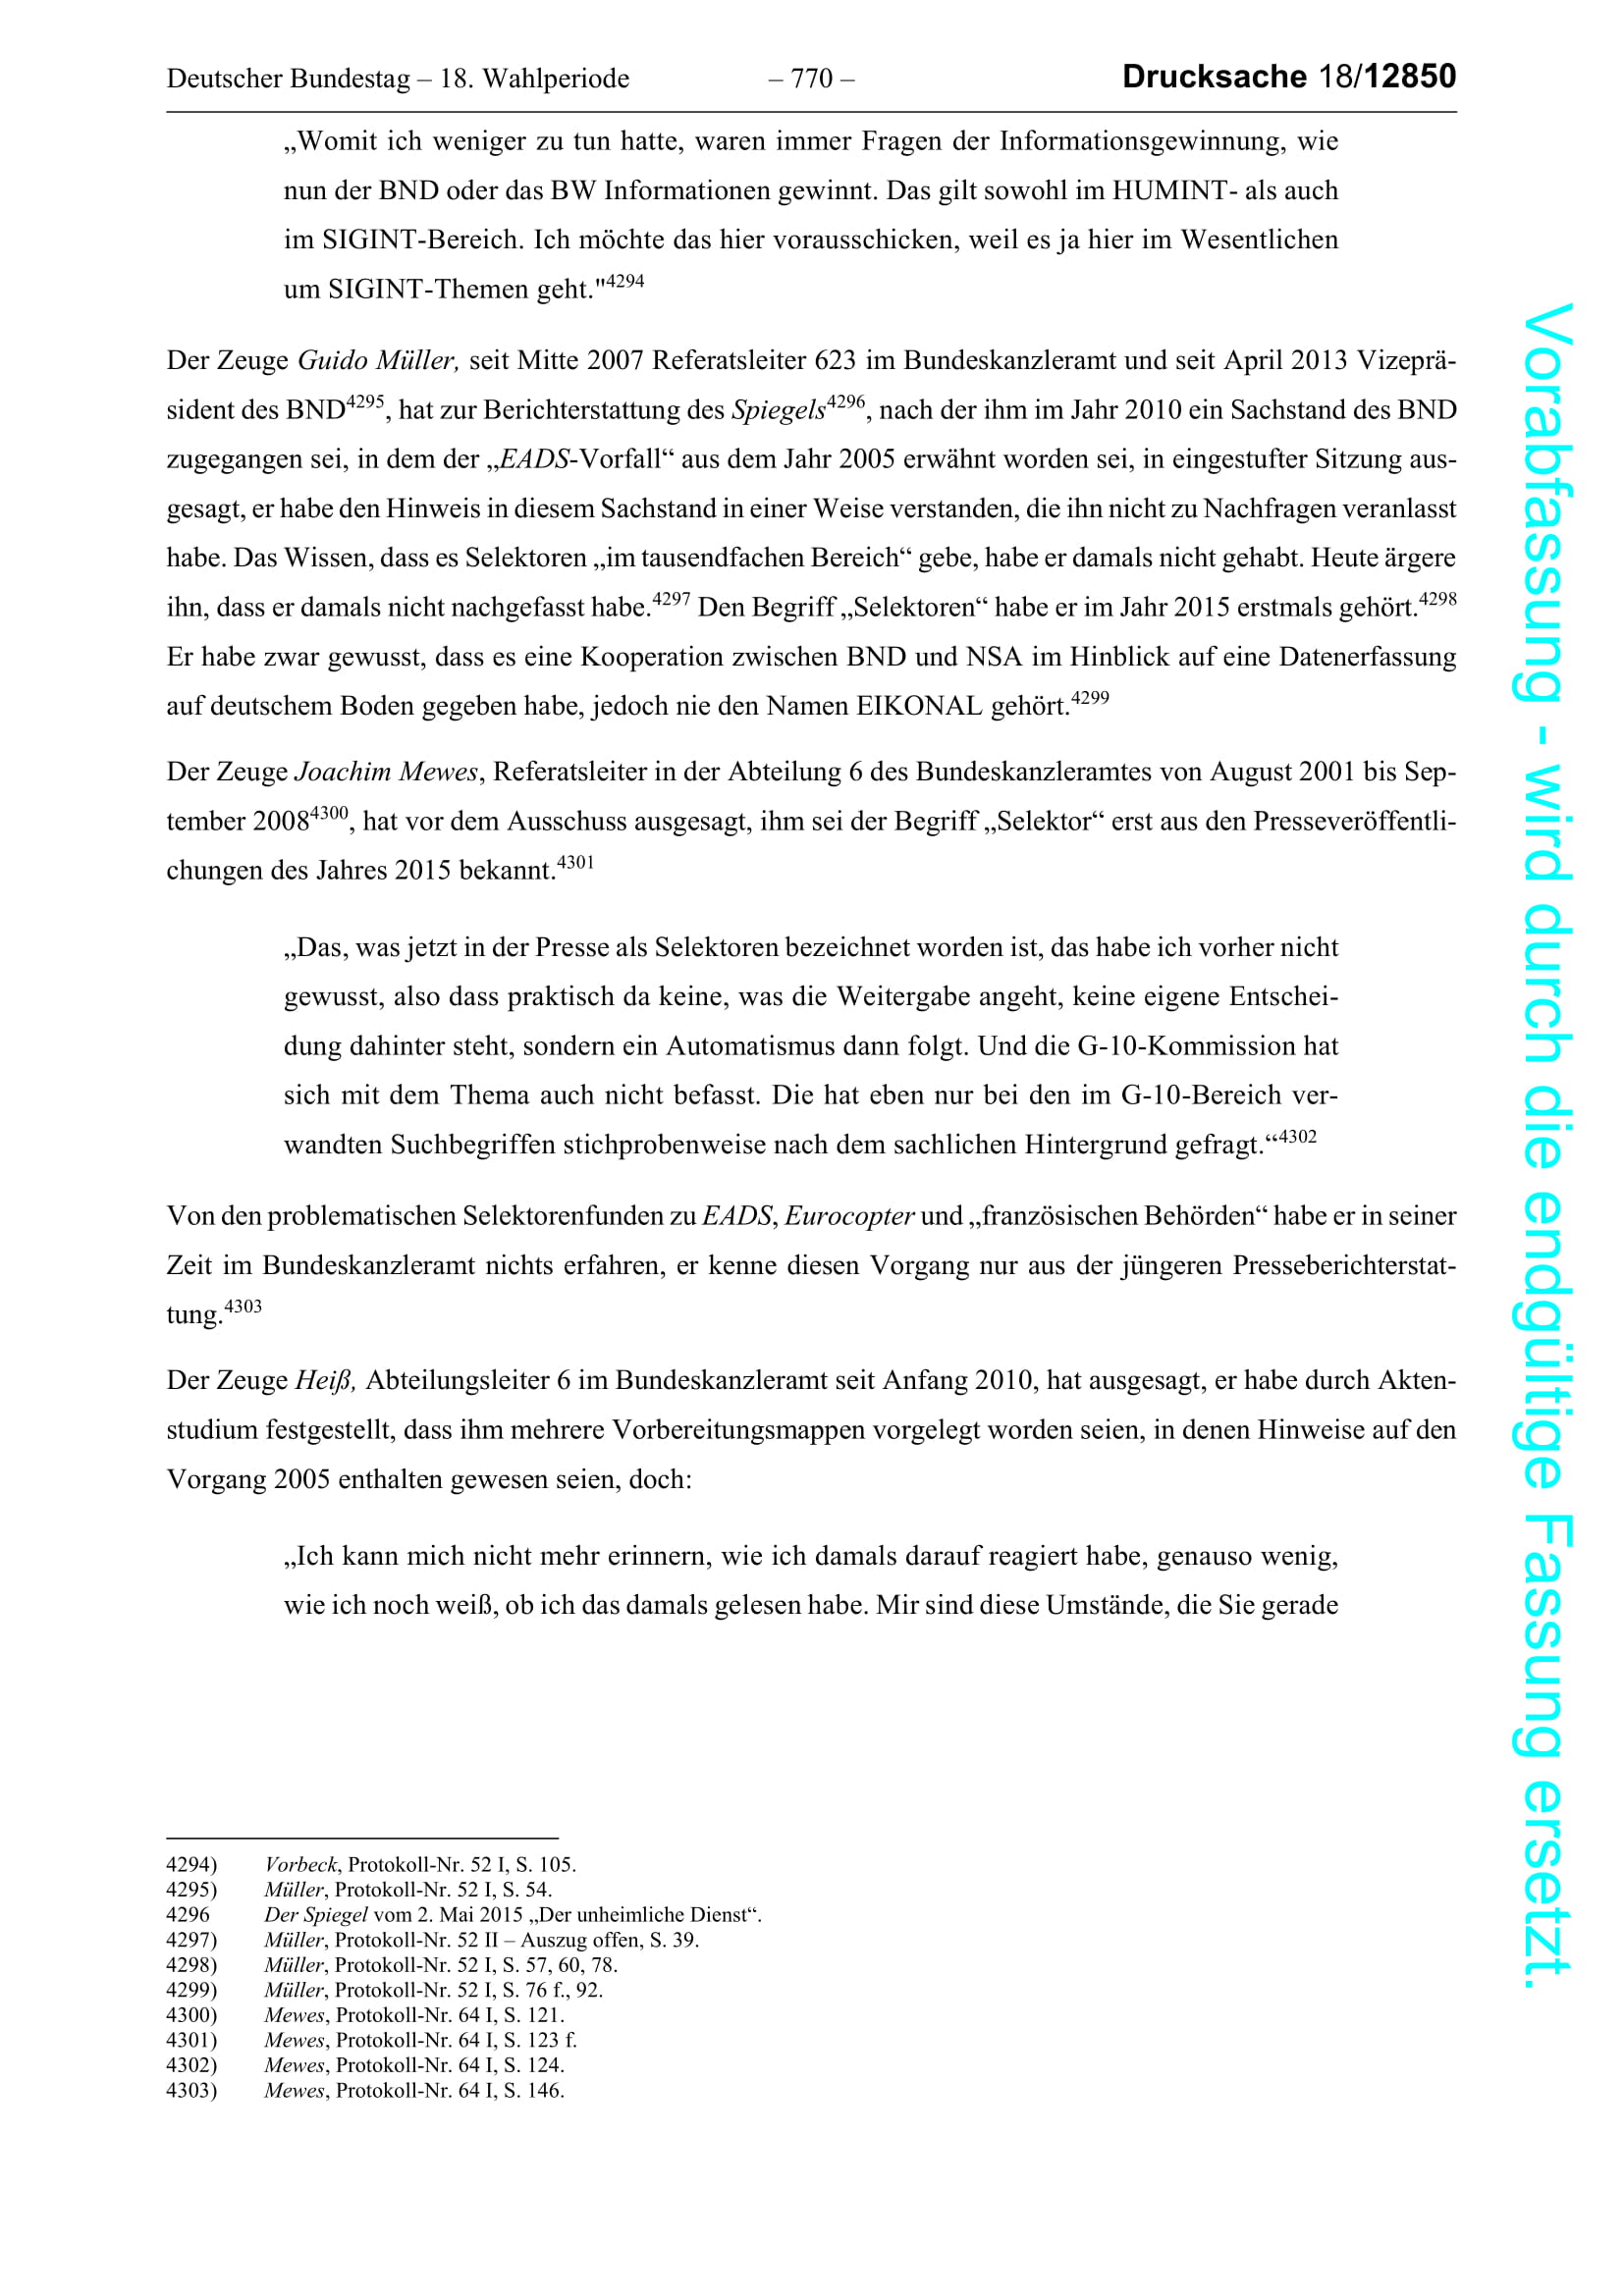 Deutscher Bundestag – 18. Wahlperiode – 770 – Drucksache 18/12850
„Womit ich weniger zu tun hatte, waren immer Fragen der Informationsgewinnung, wie
nun der BND oder das BW Informationen gewinnt. Das gilt sowohl im HUMINT- als auch
im SIGINT-Bereich. Ich möchte das hier vorausschicken, weil es ja hier im Wesentlichen
um SIGINT-Themen geht."4294
Der Zeuge Guido Müller, seit Mitte 2007 Referatsleiter 623 im Bundeskanzleramt und seit April 2013 Vizeprä-
sident des BND4295, hat zur Berichterstattung des Spiegels4296, nach der ihm im Jahr 2010 ein Sachstand des BND
zugegangen sei, in dem der „EADS-Vorfall“ aus dem Jahr 2005 erwähnt worden sei, in eingestufter Sitzung aus-
gesagt, er habe den Hinweis in diesem Sachstand in einer Weise verstanden, die ihn nicht zu Nachfragen veranlasst
habe. Das Wissen, dass es Selektoren „im tausendfachen Bereich“ gebe, habe er damals nicht gehabt. Heute ärgere
ihn, dass er damals nicht nachgefasst habe.4297 Den Begriff „Selektoren“ habe er im Jahr 2015 erstmals gehört.4298
Er habe zwar gewusst, dass es eine Kooperation zwischen BND und NSA im Hinblick auf eine Datenerfassung
auf deutschem Boden gegeben habe, jedoch nie den Namen EIKONAL gehört.4299
Der Zeuge Joachim Mewes, Referatsleiter in der Abteilung 6 des Bundeskanzleramtes von August 2001 bis Sep-
tember 20084300, hat vor dem Ausschuss ausgesagt, ihm sei der Begriff „Selektor“ erst aus den Presseveröffentli-
chungen des Jahres 2015 bekannt.4301
„Das, was jetzt in der Presse als Selektoren bezeichnet worden ist, das habe ich vorher nicht
gewusst, also dass praktisch da keine, was die Weitergabe angeht, keine eigene Entschei-
dung dahinter steht, sondern ein Automatismus dann folgt. Und die G-10-Kommission hat
sich mit dem Thema auch nicht befasst. Die hat eben nur bei den im G-10-Bereich ver-
wandten Suchbegriffen stichprobenweise nach dem sachlichen Hintergrund gefragt.“4302
Von den problematischen Selektorenfunden zu EADS, Eurocopter und „französischen Behörden“ habe er in seiner
Zeit im Bundeskanzleramt nichts erfahren, er kenne diesen Vorgang nur aus der jüngeren Presseberichterstat-
tung.4303
Der Zeuge Heiß, Abteilungsleiter 6 im Bundeskanzleramt seit Anfang 2010, hat ausgesagt, er habe durch Akten-
studium festgestellt, dass ihm mehrere Vorbereitungsmappen vorgelegt worden seien, in denen Hinweise auf den
Vorgang 2005 enthalten gewesen seien, doch:
„Ich kann mich nicht mehr erinnern, wie ich damals darauf reagiert habe, genauso wenig,
wie ich noch weiß, ob ich das damals gelesen habe. Mir sind diese Umstände, die Sie gerade
4294) Vorbeck, Protokoll-Nr. 52 I, S. 105.
4295) Müller, Protokoll-Nr. 52 I, S. 54.
4296 Der Spiegel vom 2. Mai 2015 „Der unheimliche Dienst“.
4297) Müller, Protokoll-Nr. 52 II – Auszug offen, S. 39.
4298) Müller, Protokoll-Nr. 52 I, S. 57, 60, 78.
4299) Müller, Protokoll-Nr. 52 I, S. 76 f., 92.
4300) Mewes, Protokoll-Nr. 64 I, S. 121.
4301) Mewes, Protokoll-Nr. 64 I, S. 123 f.
4302) Mewes, Protokoll-Nr. 64 I, S. 124.
4303) Mewes, Protokoll-Nr. 64 I, S. 146.
Vorabfassung - wird durch die endgültige Fassung ersetzt.